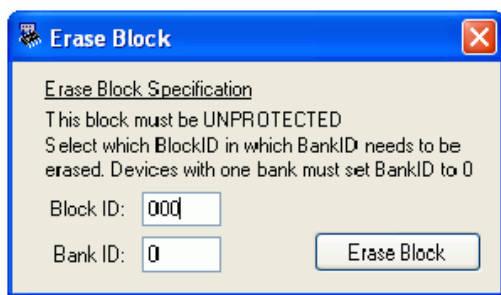 Erase Block
Erase Block Specification
This block must be UNPROTECTED
Select which BlockID in which BankID needs to be
erased. Devices with one bank must set BankID to 0
Block ID: 000
Bank ID: 0
Erase Block